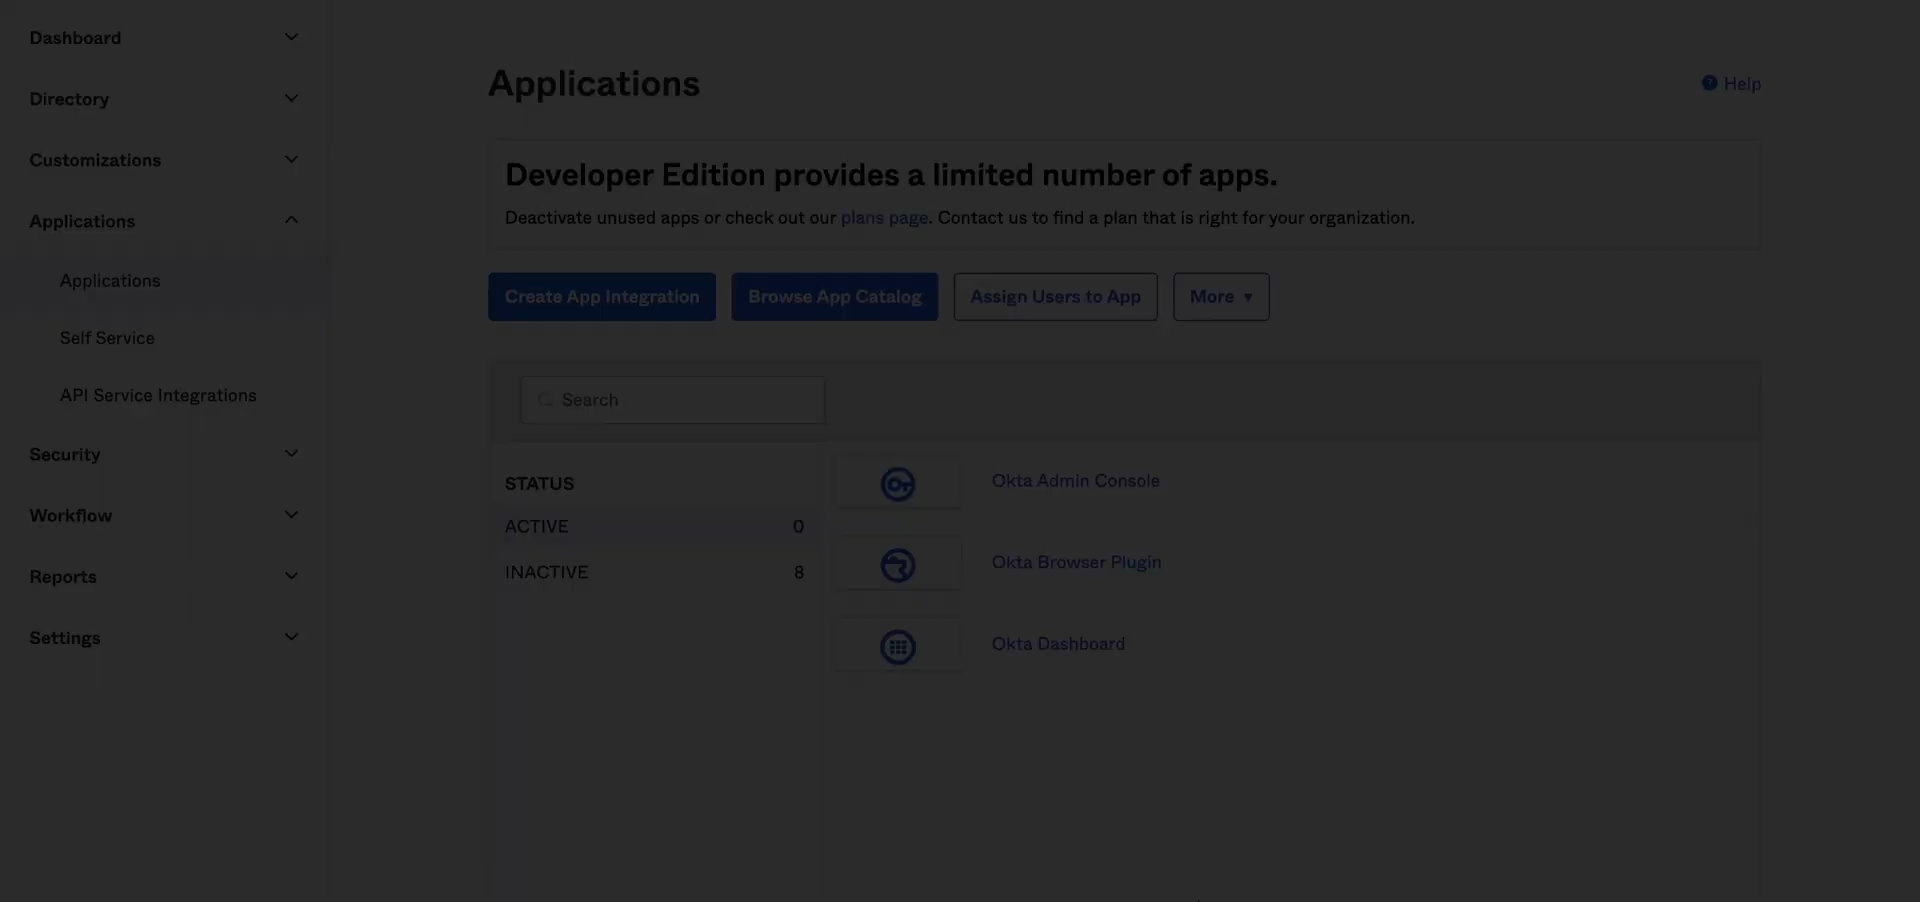 Dashboard
Directory
Customizations
Applications
Applications
Self Service
API Service Integrations
Security
Workflow
Reports
Settings
Applications
Help
Developer Edition provides a limited number of apps.
Deactivate unused apps or check out our plans page. Contact us to find a plan that is right for your organization.
Create App Integration
Browse App Catalog
Assign Users to App
More
Search
STATUS
ACTIVE 0
INACTIVE 8
Okta Admin Console
Okta Browser Plugin
Okta Dashboard